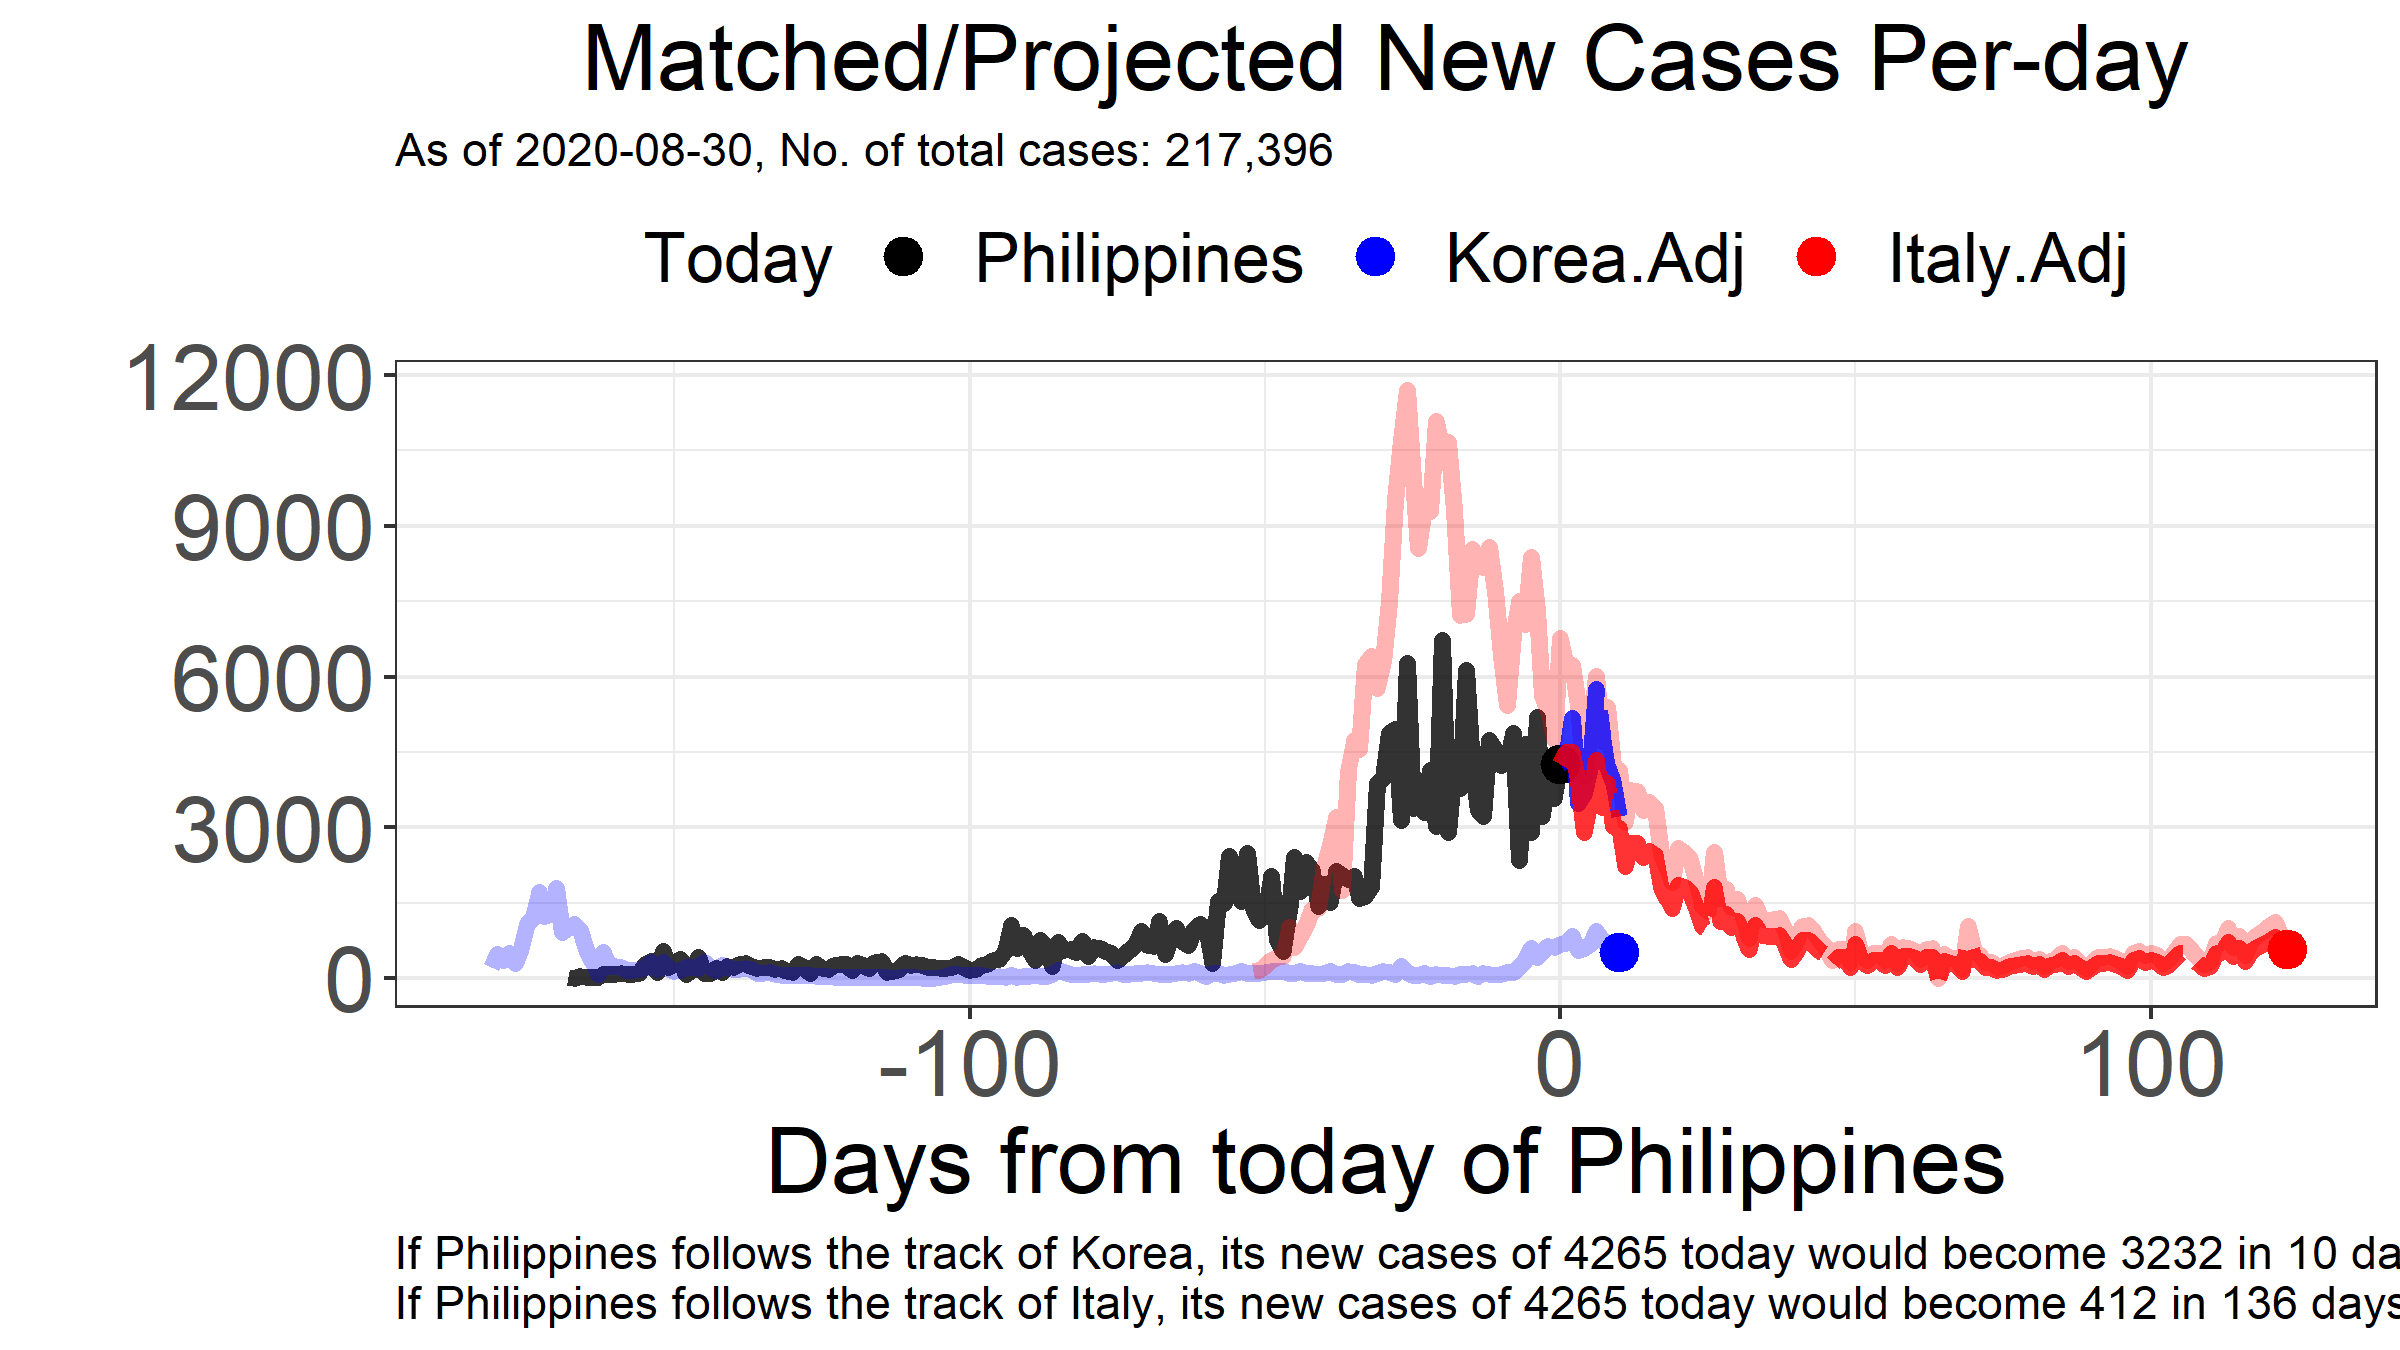 Matched/Projected New Cases Per-day
As of 2020-08-30, No. of total cases: 217,396
Today Philippines Korea.Adj Italy.Adj
12000
9000
6000
3000
0
-100 0 100
Days from today of Philippines
If Philippines follows the track of Korea, its new cases of 4265 today would become 3232 in 10 da
If Philippines follows the track of Italy, its new cases of 4265 today would become 412 in 136 days